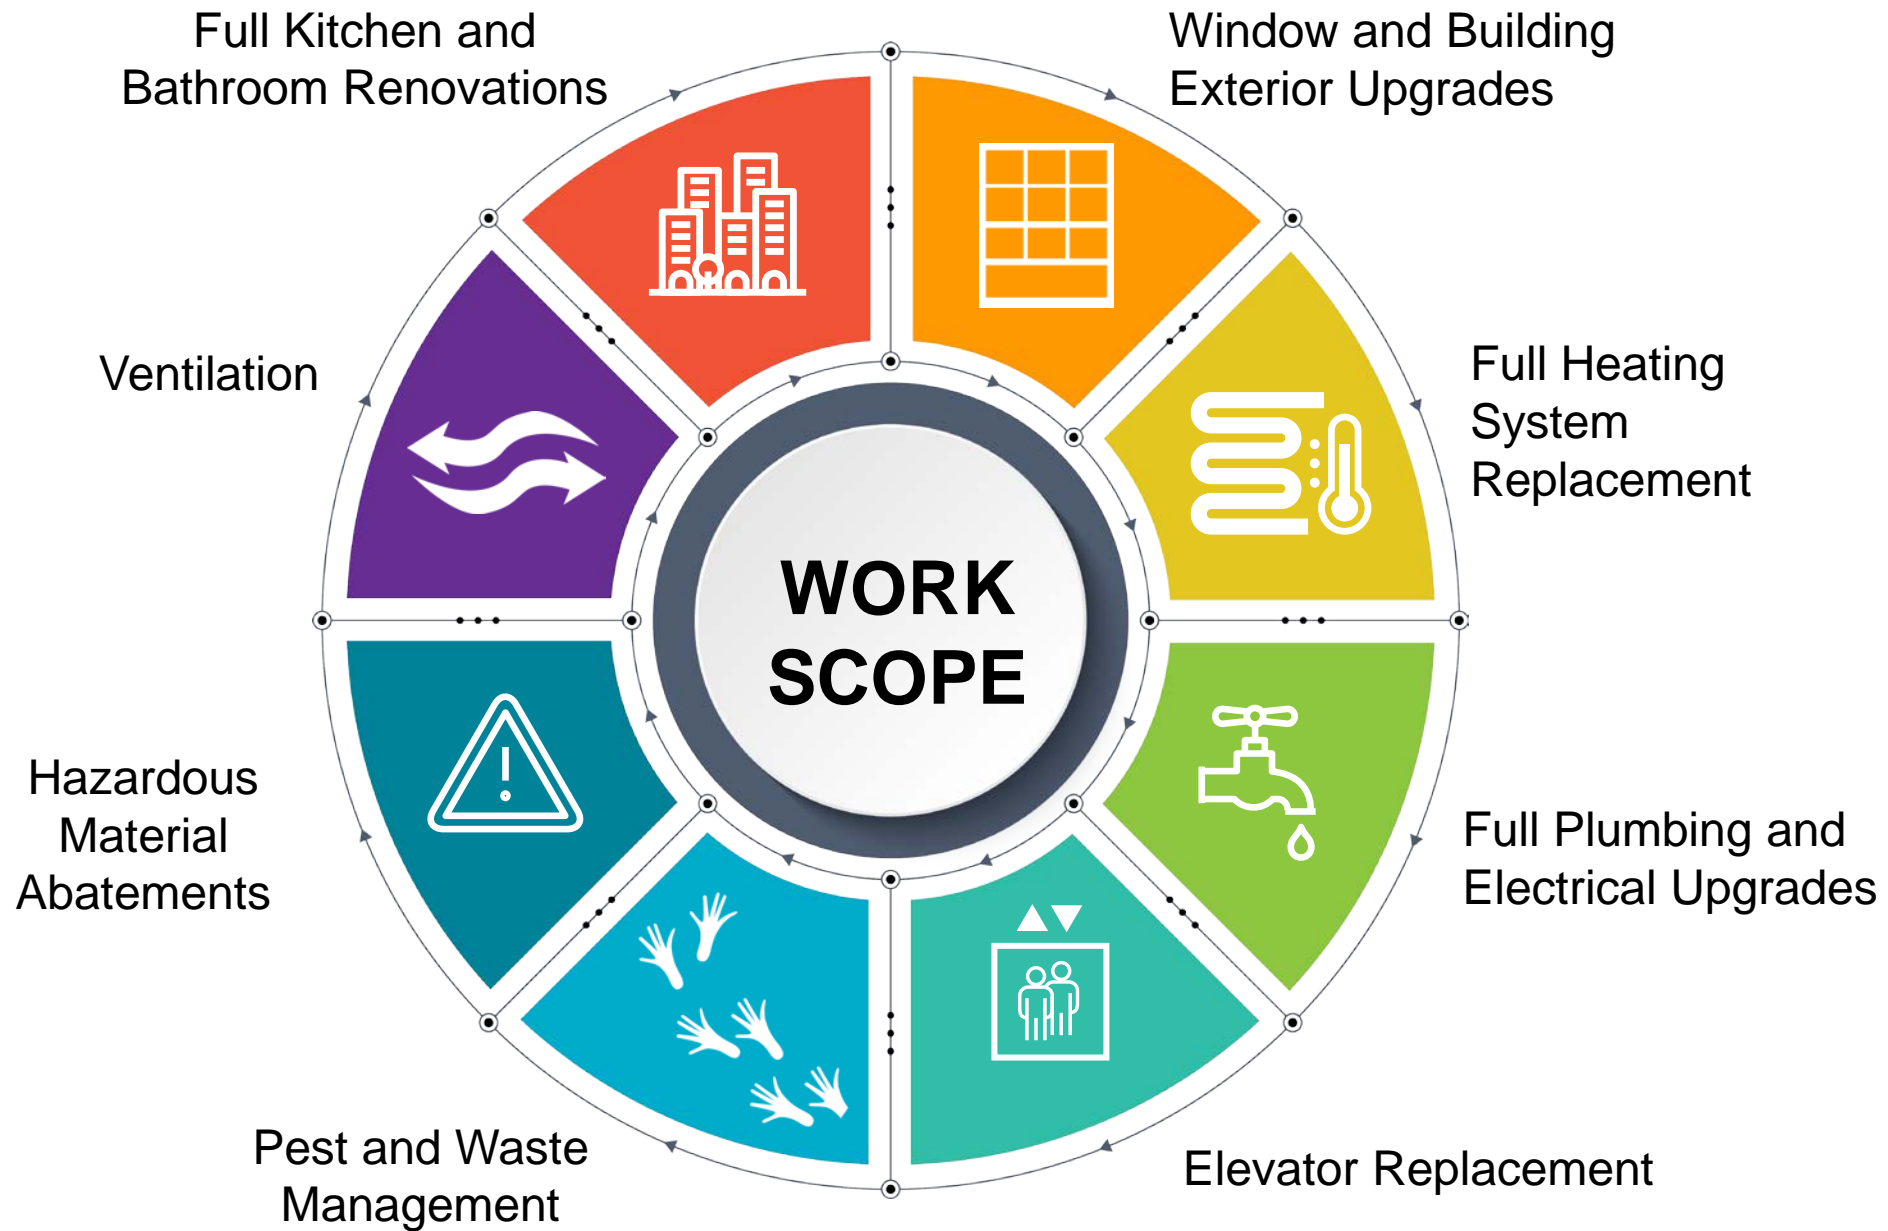 Full Kitchen and
Bathroom Renovations
Window and Building
Exterior Upgrades
Ventilation
Full Heating
System
Replacement
WORK
SCOPE
Hazardous
Material
Abatements
Full Plumbing and
Electrical Upgrades
Pest and Waste
Management
Elevator Replacement